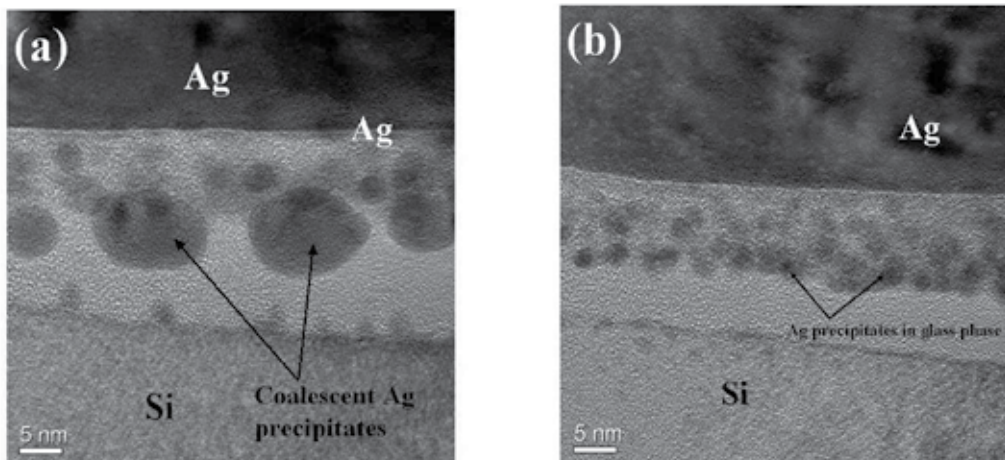 (a)
Ag
Ag
Coalescent Ag
precipitates
Si
5 nm
(b)
Ag
Ag precipitates in glass phase
Si
5 nm